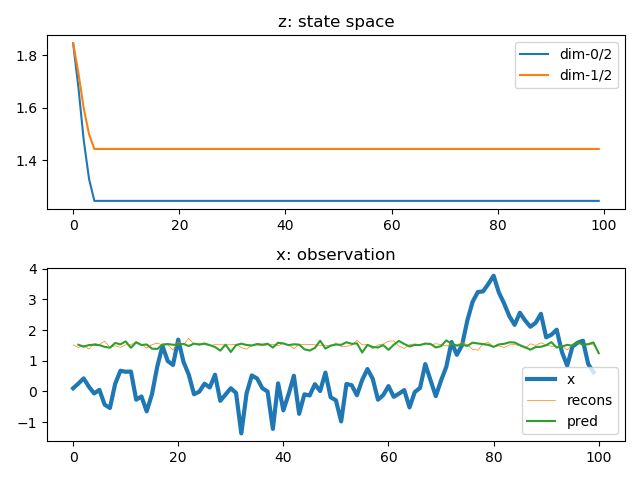 z: state space
1.8
1.6
1.4
dim-0/2
dim-1/2
0 20 40 60 80 100
x: observation
4
3
2
1
0
−1
x
recons
pred
0 20 40 60 80 100